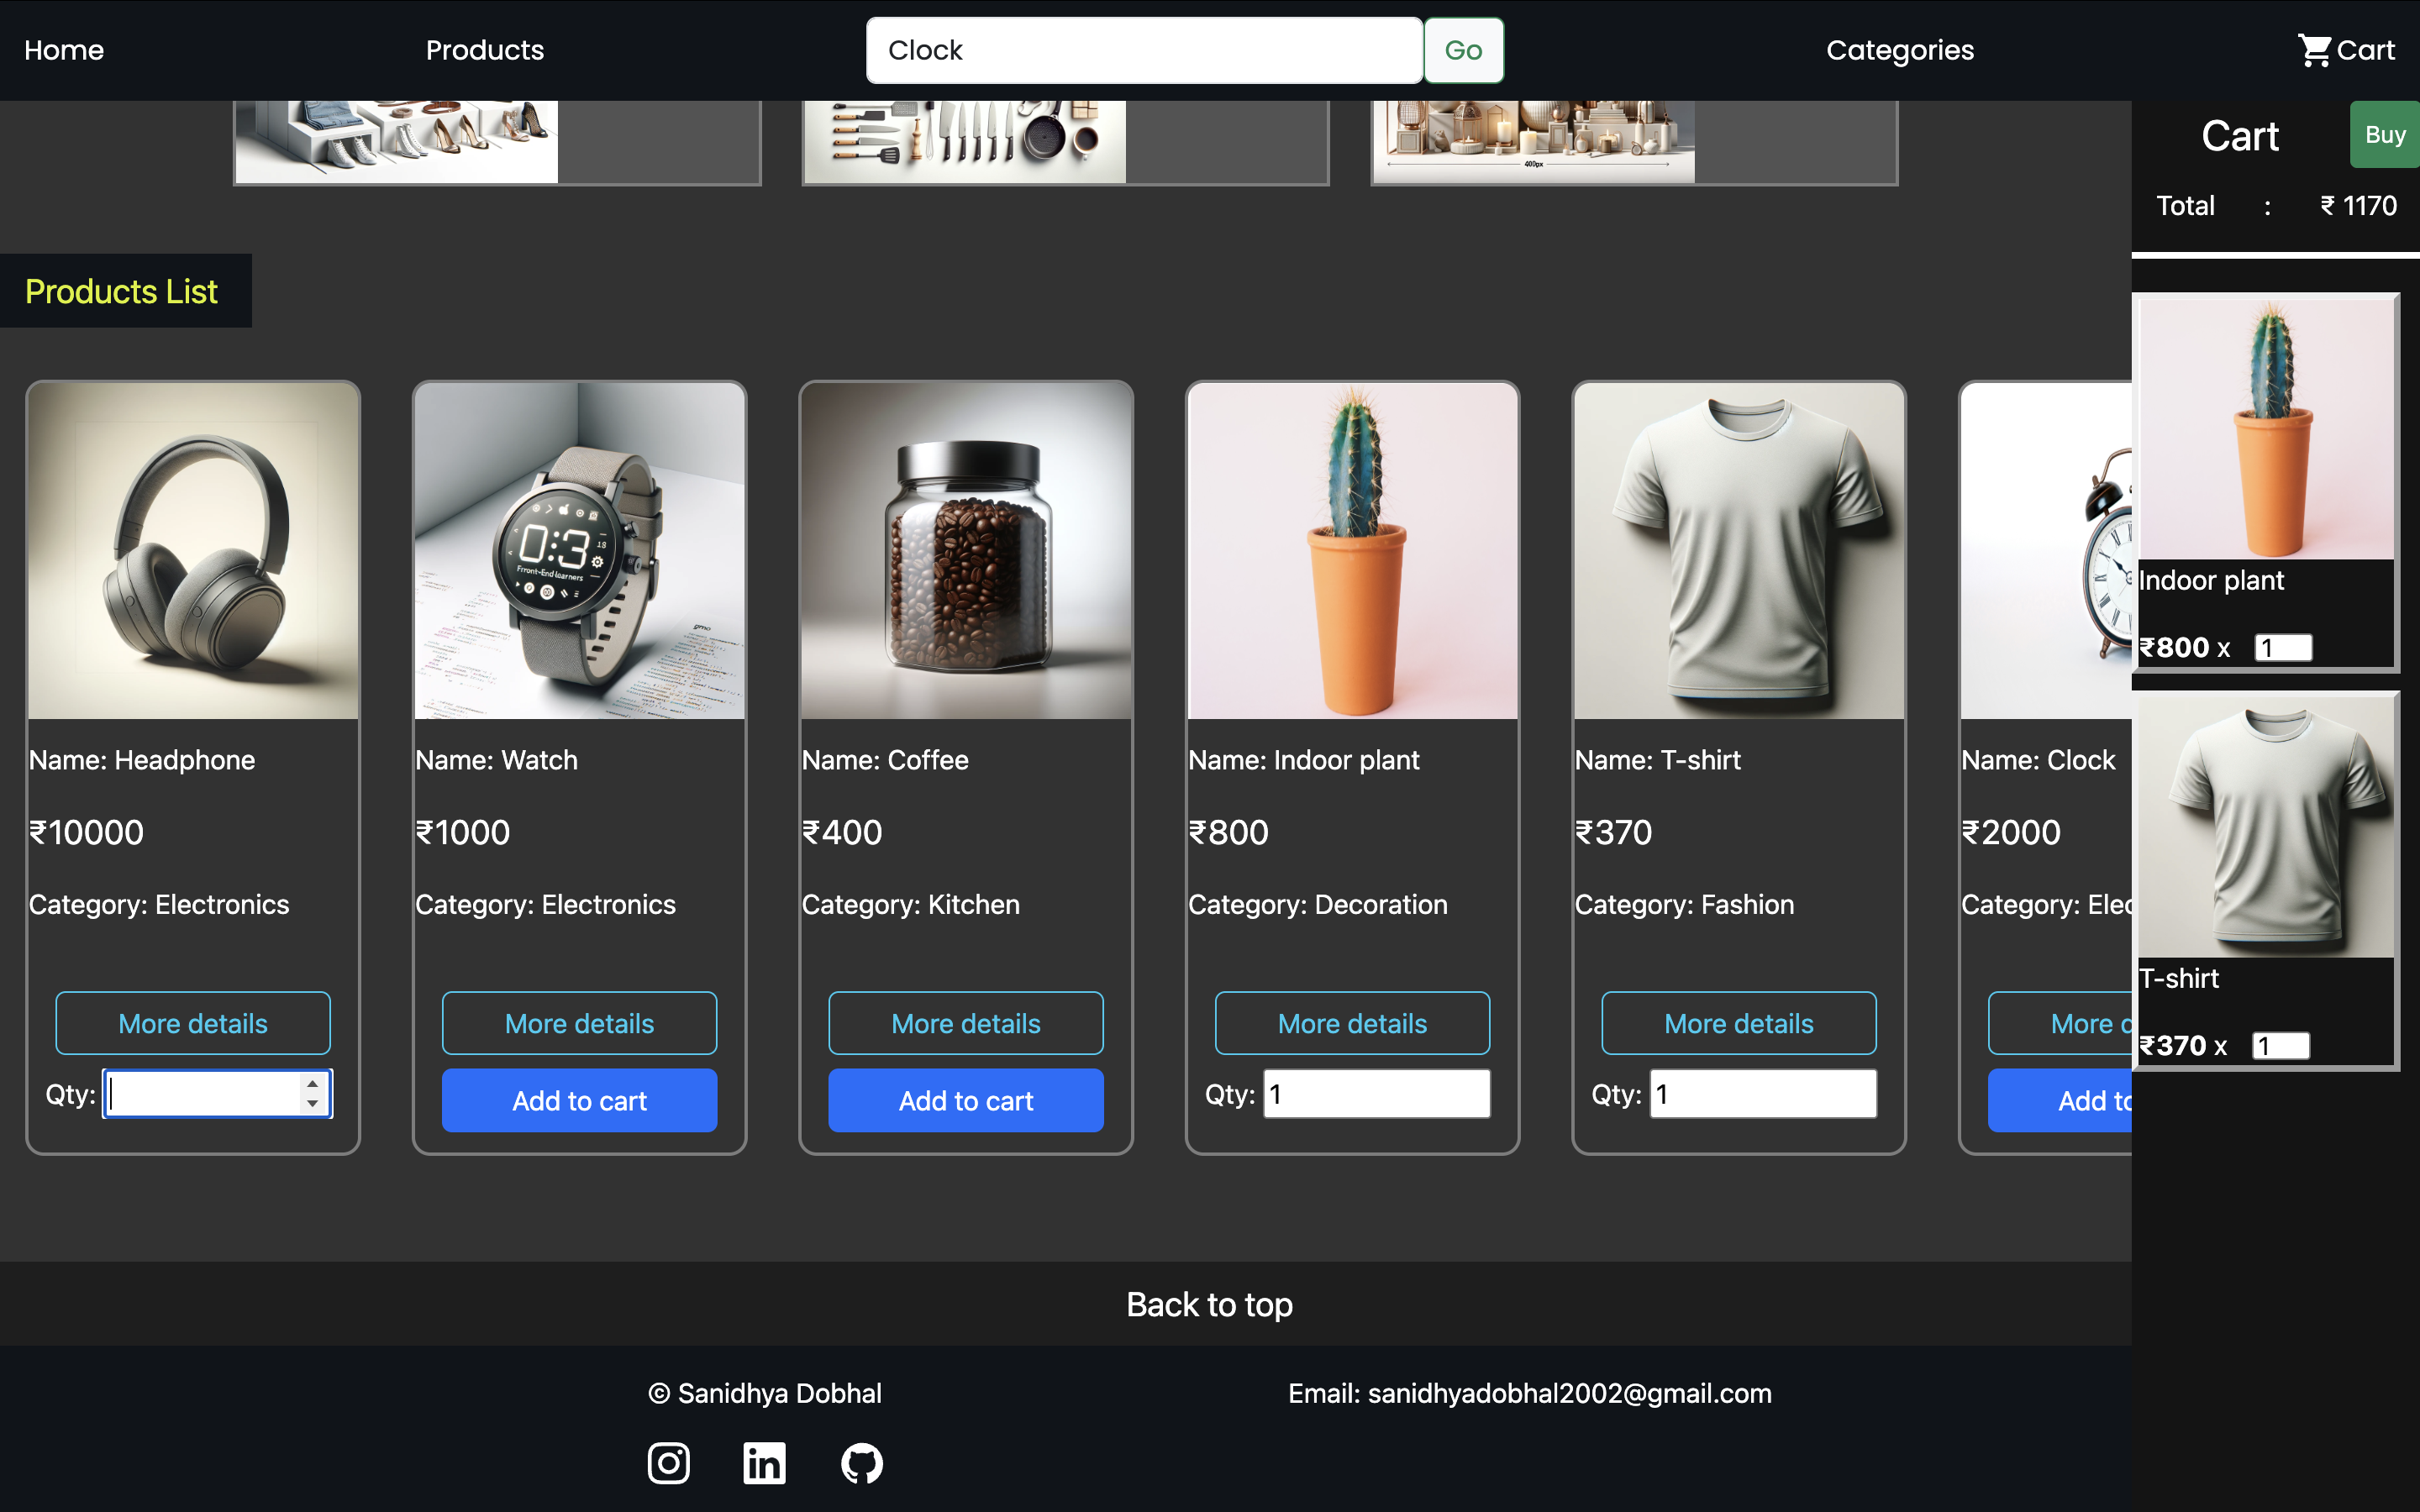 Home
Products
Clock
Go
Categories
Cart
400px
Cart
Buy
Total : ₹ 1170
Products List
Name: Headphone
₹10000
Category: Electronics
More details
Qty:
Name: Watch
₹1000
Category: Electronics
More details
Add to cart
Name: Coffee
₹400
Category: Kitchen
More details
Add to cart
Name: Indoor plant
₹800
Category: Decoration
More details
Qty: 1
Name: T-shirt
₹370
Category: Fashion
More details
Qty: 1
Name: Clock
₹2000
Category: Elec
More
Add to
Indoor plant
₹800 x 1
T-shirt
₹370 x 1
Back to top
© Sanidhya Dobhal
Email: sanidhyadobhal2002@gmail.com